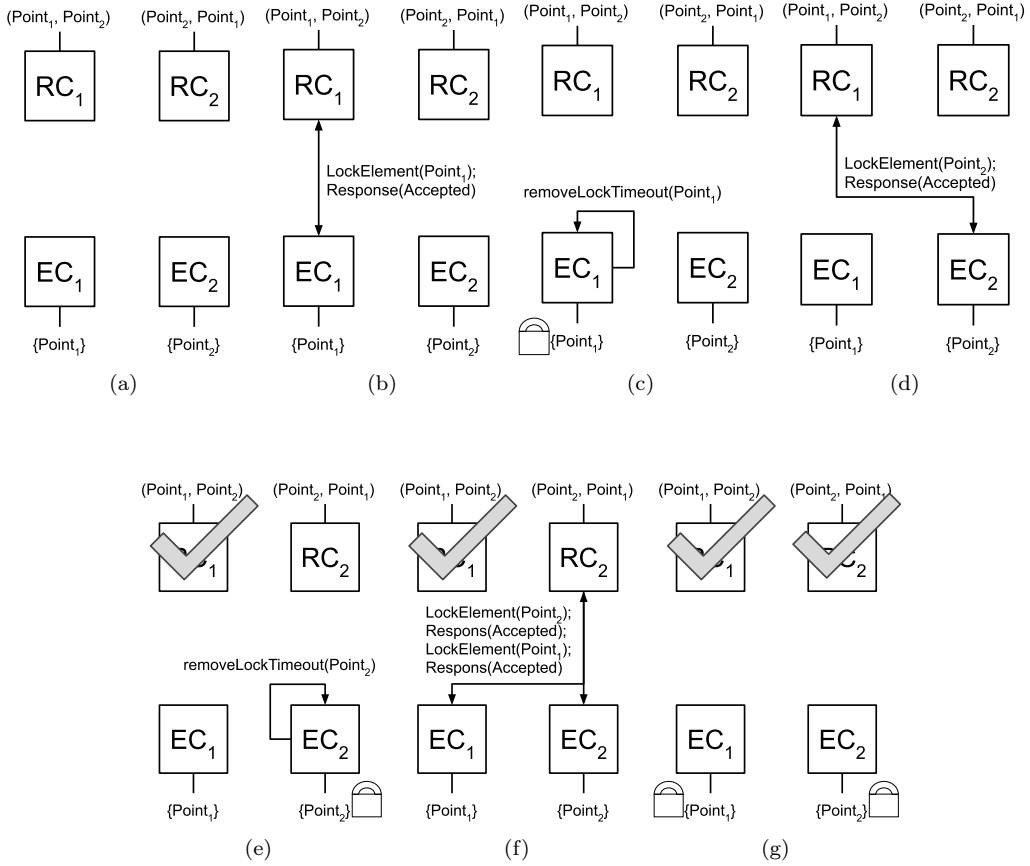 (Point₁, Point₂) (Point₂, Point₁) (Point₁, Point₂) (Point₂, Point₁) (Point₁, Point₂) (Point₂, Point₁) (Point₁, Point₂) (Point₂, Point₁)
RC₁ RC₂ RC₁ RC₂ RC₁ RC₂ RC₁ RC₂
LockElement(Point₁);
Response(Accepted)
removeLockTimeout(Point₁)
LockElement(Point₂);
Response(Accepted)
EC₁ EC₂ EC₁ EC₂ EC₁ EC₂ EC₁ EC₂
{Point₁} {Point₂} {Point₁} {Point₂} {Point₁} {Point₂} {Point₁} {Point₂}
(a) (b) (c) (d)
(Point₁, Point₂) (Point₂, Point₁) (Point₁, Point₂) (Point₂, Point₁) (Point₁, Point₂) (Point₂, Point₁)
C₁ RC₂ C₁ RC₂ C₁ C₂
removeLockTimeout(Point₂)
LockElement(Point₂);
Respons(Accepted);
LockElement(Point₁);
Respons(Accepted)
EC₁ EC₂ EC₁ EC₂ EC₁ EC₂
{Point₁} {Point₂} {Point₁} {Point₂} {Point₁} {Point₂}
(e) (f) (g)